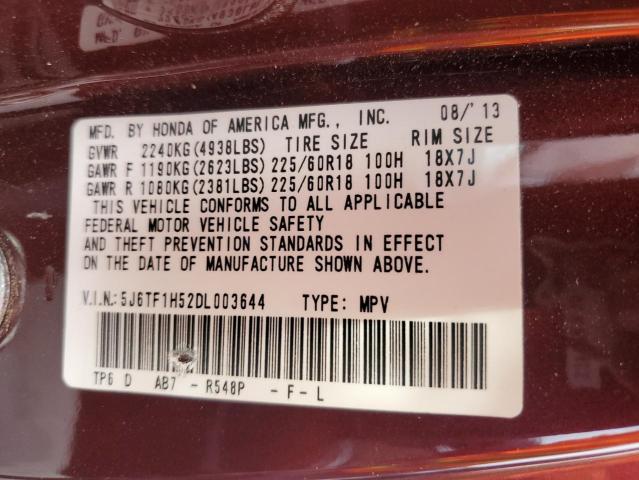 MFD. BY HONDA OF AMERICA MFG., INC. 08/'13
GVWR 2240KG(4938LBS) TIRE SIZE RIM SIZE
GAWR F 1190KG(2623LBS) 225/60R18 100H 18X7J
GAWR R 1080KG(2381LBS) 225/60R18 100H 18X7J
THIS VEHICLE CONFORMS TO ALL APPLICABLE
FEDERAL MOTOR VEHICLE SAFETY
AND THEFT PREVENTION STANDARDS IN EFFECT
ON THE DATE OF MANUFACTURE SHOWN ABOVE.
V.I.N.: 5J6TF1H52DL003644 TYPE: MPV
TP6 D AB7 - R548P - F - L